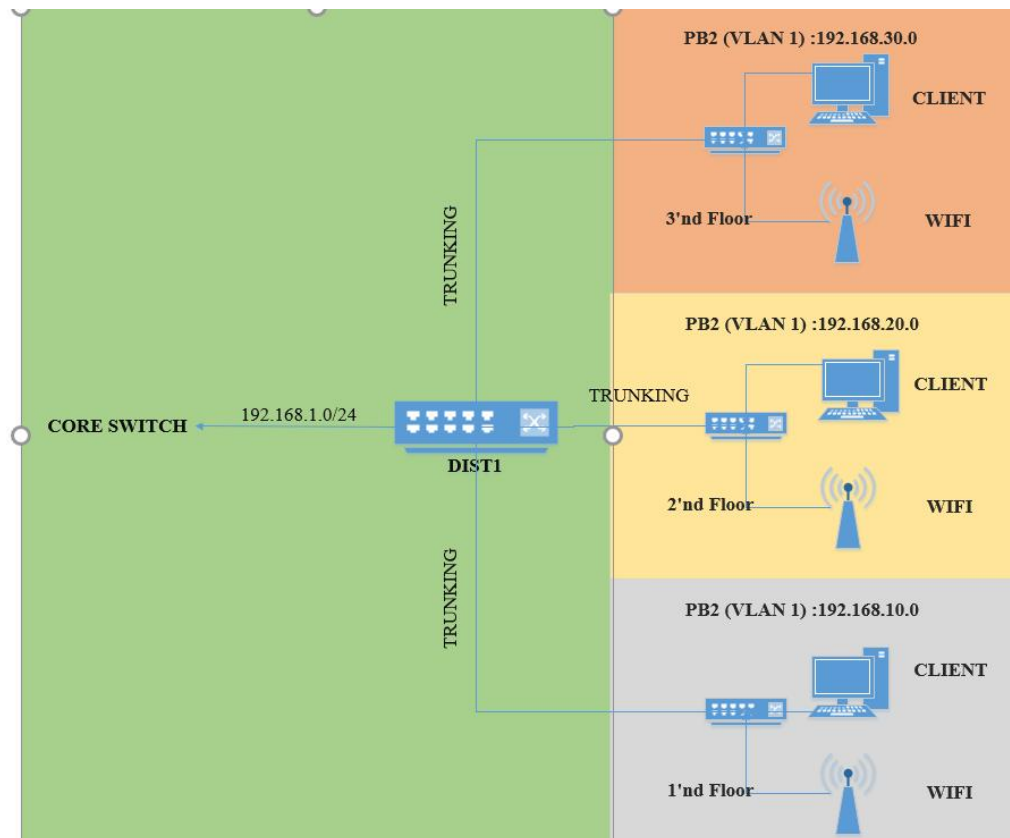 PB2 (VLAN 1) :192.168.30.0
CLIENT
3'nd Floor
WIFI
TRUNKING
PB2 (VLAN 1) :192.168.20.0
CLIENT
TRUNKING
192.168.1.0/24
CORE SWITCH
DIST1
2'nd Floor
WIFI
TRUNKING
PB2 (VLAN 1) :192.168.10.0
CLIENT
1'nd Floor
WIFI